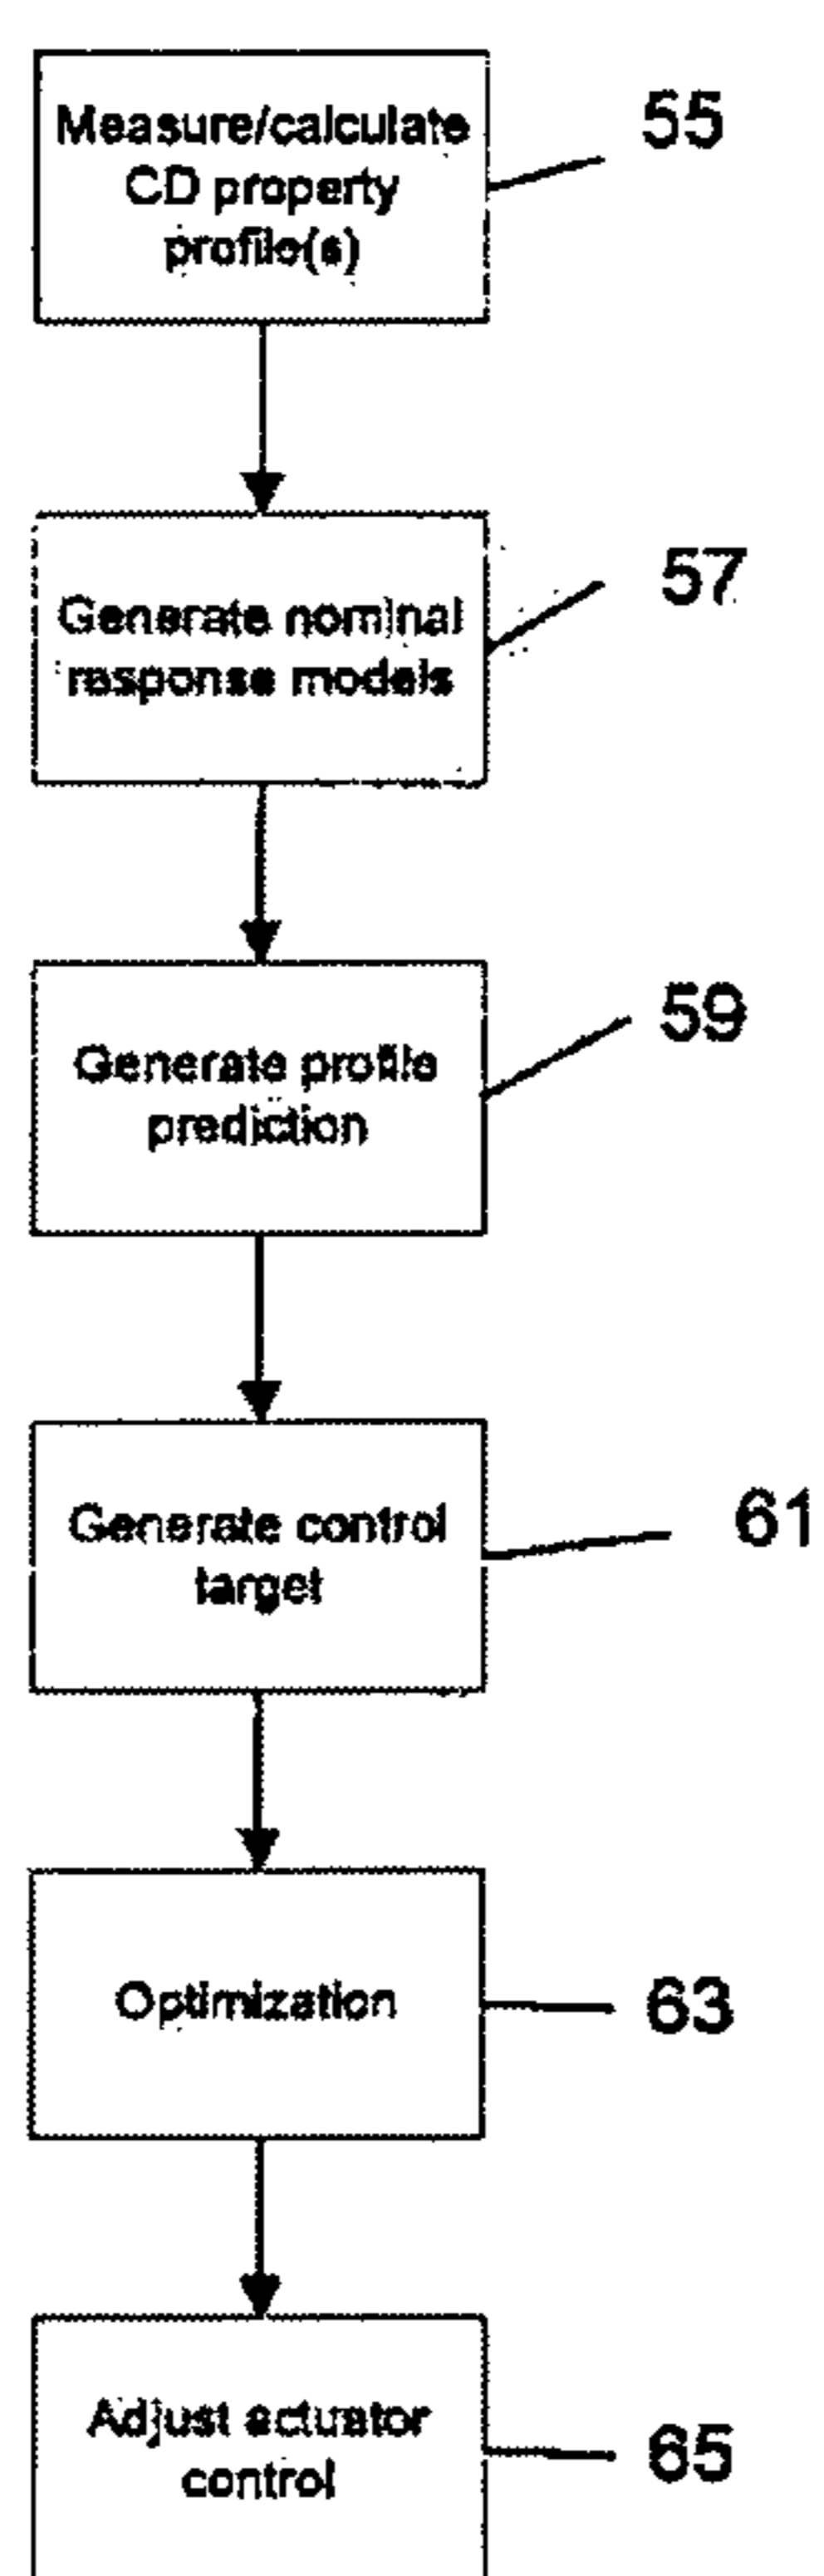 Measure/calculate
CD property
profile(s)
55
Generate nominal
response models
57
Generate profile
prediction
59
Generate control
target
61
Optimization
63
Adjust actuator
control
65